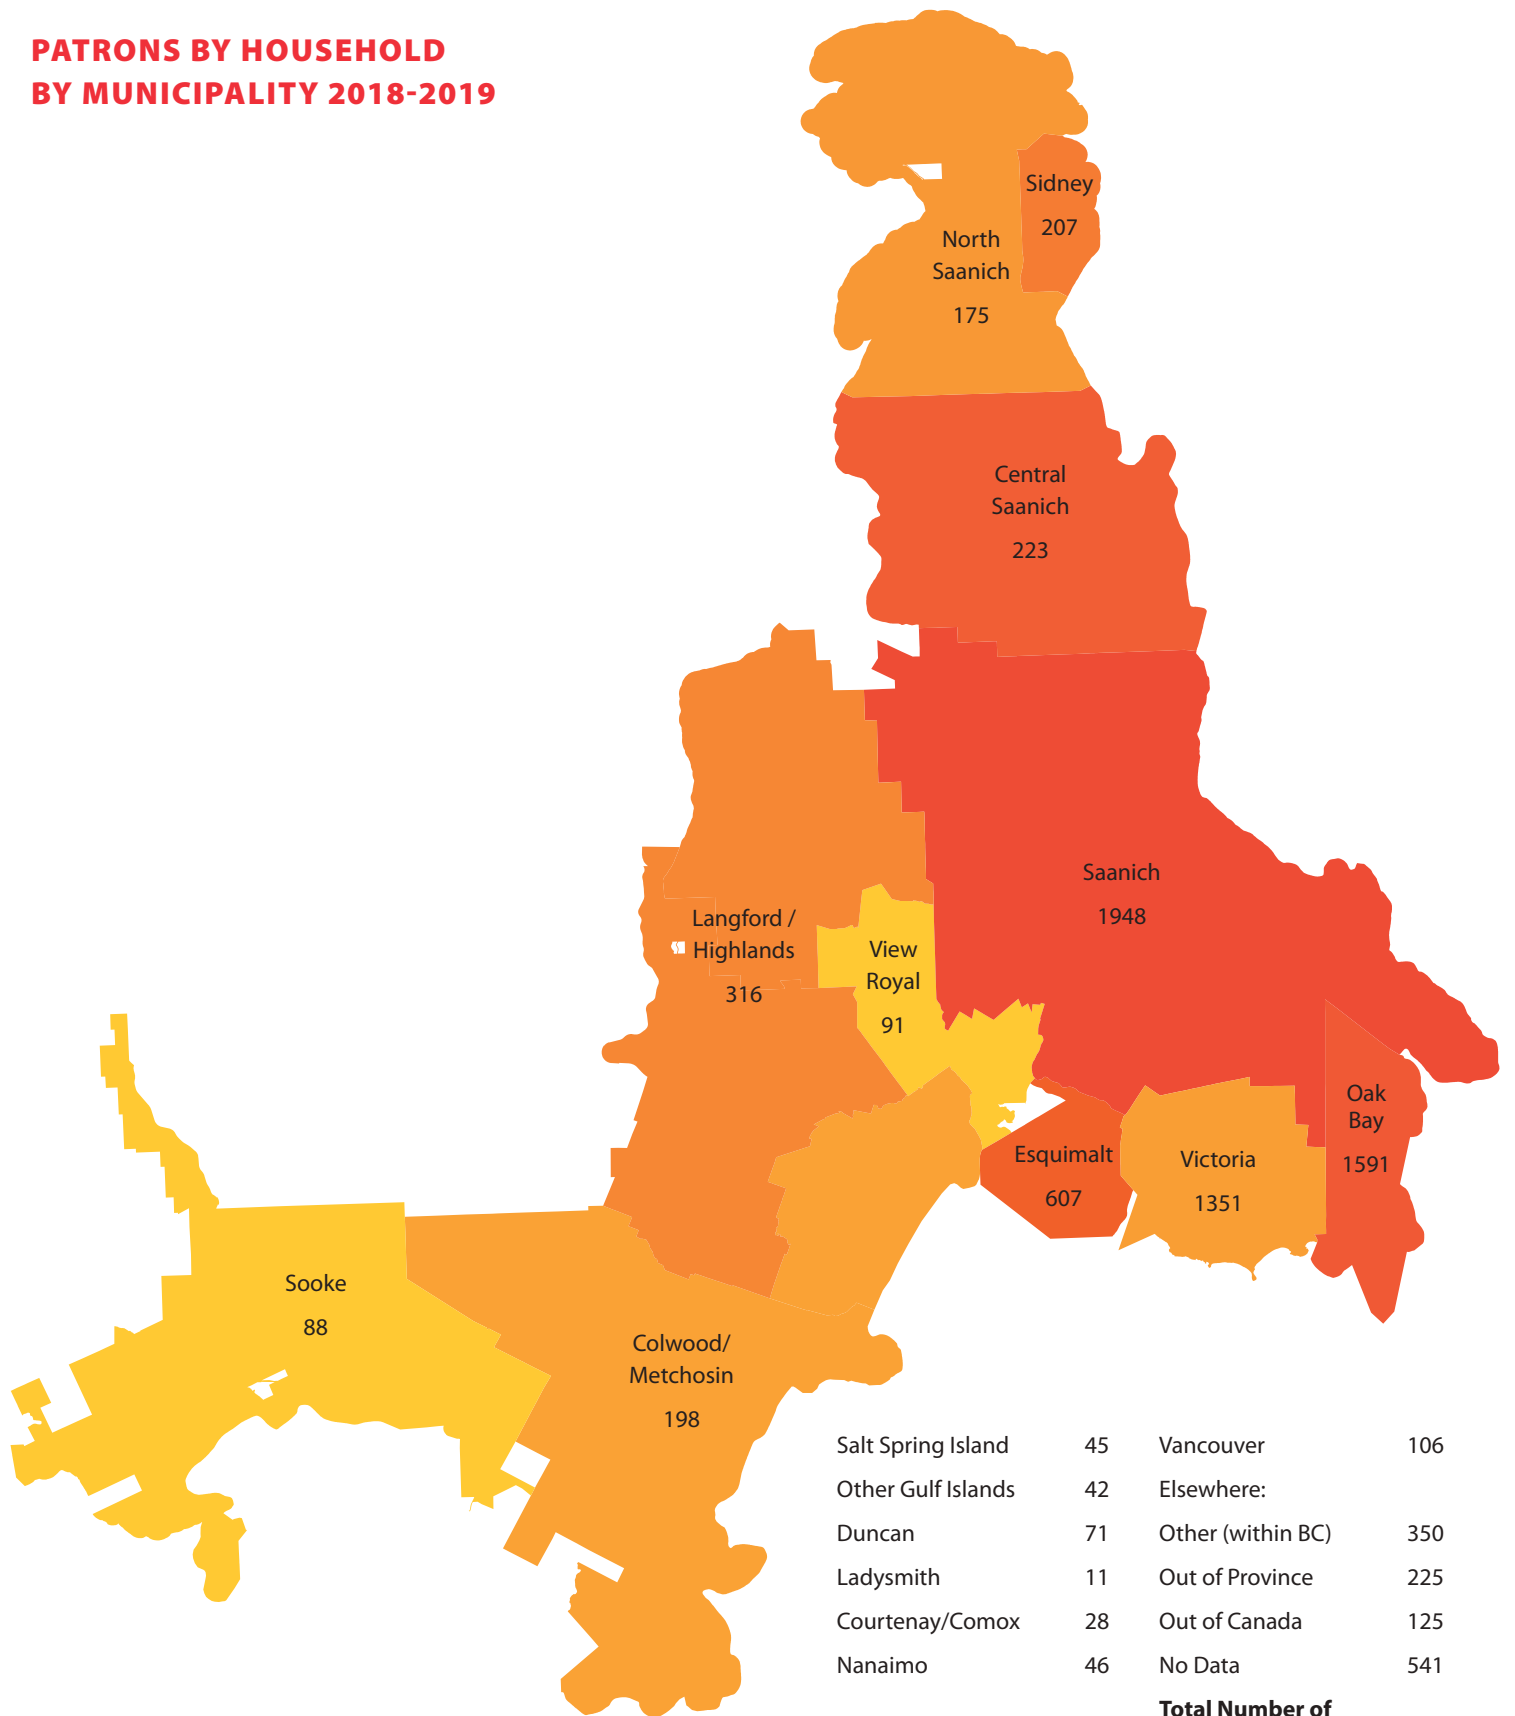 PATRONS BY HOUSEHOLD
BY MUNICIPALITY 2018-2019
Sidney
207
North
Saanich
175
Central
Saanich
223
Saanich
1948
Langford /
Highlands
316
View
Royal
91
Oak
Bay
1591
Esquimalt
607
Victoria
1351
Sooke
88
Colwood/
Metchosin
198
Salt Spring Island 45
Other Gulf Islands 42
Duncan 71
Ladysmith 11
Courtenay/Comox 28
Nanaimo 46
Vancouver 106
Elsewhere:
Other (within BC) 350
Out of Province 225
Out of Canada 125
No Data 541
Total Number of